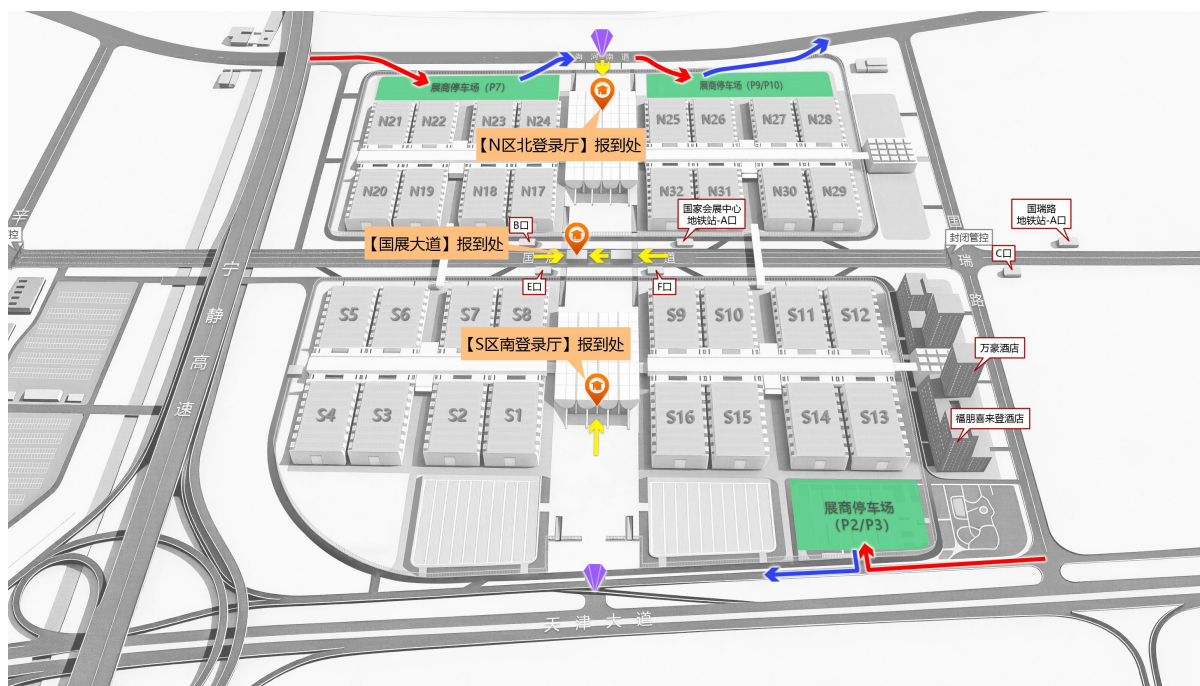 海河南道
展商停车场（P7）
展商停车场（P9/P10）
N21
N22
N23
N24
N25
N26
N27
N28
【N区北登录厅】报到处
N20
N19
N18
N17
N32
N31
N30
N29
B口
国家会展中心
地铁站-A口
国瑞路
地铁站-A口
【国展大道】报到处
封闭管控
控
辛
国
道
C口
E口
F口
国瑞路
宁静高速
S5
S6
S7
S8
S9
S10
S11
S12
【S区南登录厅】报到处
万豪酒店
S4
S3
S2
S1
S16
S15
S14
S13
福朋喜来登酒店
展商停车场
（P2/P3）
天津大道